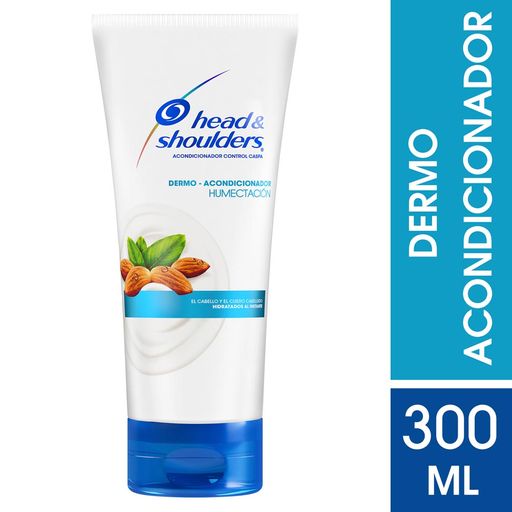 head &
shoulders®
ACONDICIONADOR CONTROL CASPA
DERMO - ACONDICIONADOR
HUMECTACIÓN
EL CABELLO Y EL CUERO CABELLUDO
HIDRATADOS AL INSTANTE
DERMO
ACONDICIONADOR
300
ML